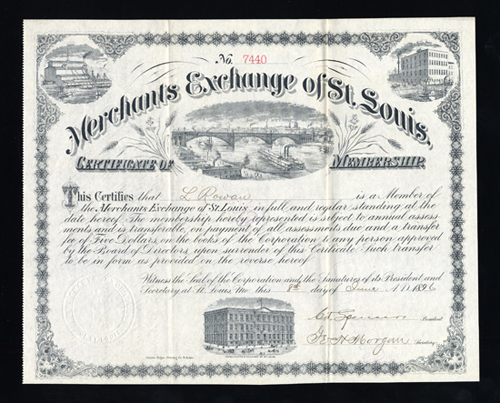 No. 7440
Merchants Exchange of St. Louis,
CERTIFICATE OF MEMBERSHIP.
This Certifies that L Rowan is a Member of
the Merchants Exchange of St. Louis, in full and regular standing at the
date hereof. The membership hereby represented is subject to annual assess-
ments and is transferable, on payment of all assessments due and a transfer
fee of Five Dollars, on the books of the Corporation to any person approved
by the Board of Directors, upon surrender of this Certificate. Such transfer
to be in form as provided on the reverse hereof.
Witness the Seal of the Corporation and the Signatures of its President and
Secretary at St. Louis, Mo. this 8th day of June A.D. 1896
President
Geo H Morgan Secretary